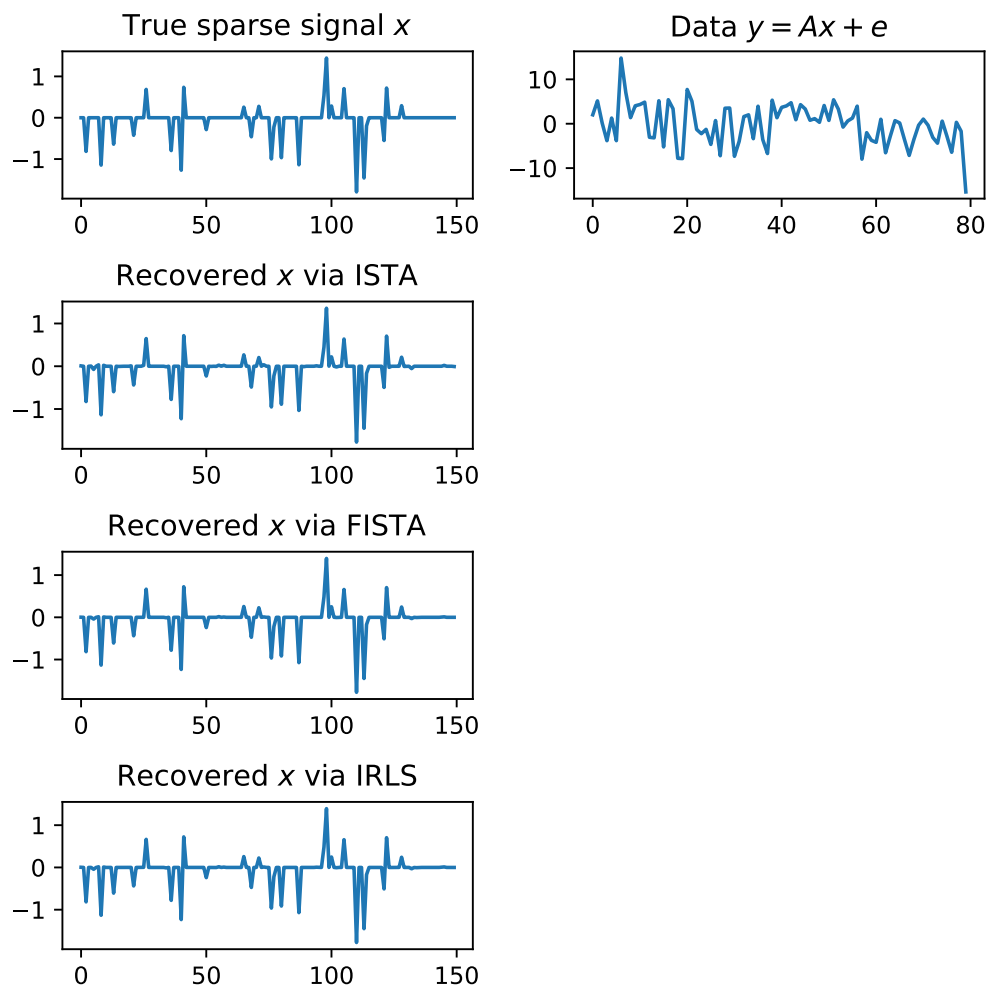 True sparse signal x
1
0
−1
0 50 100 150
Data y = Ax + e
10
0
−10
0 20 40 60 80
Recovered x via ISTA
1
0
−1
0 50 100 150
Recovered x via FISTA
1
0
−1
0 50 100 150
Recovered x via IRLS
1
0
−1
0 50 100 150